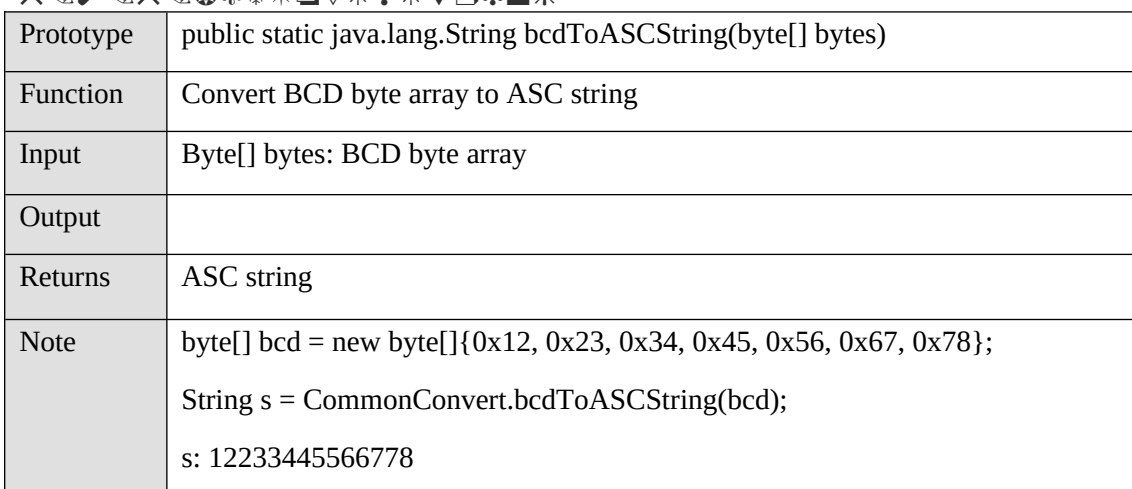 Prototype public static java.lang.String bcdToASCString(byte[] bytes)
Function Convert BCD byte array to ASC string
Input Byte[] bytes: BCD byte array
Output
Returns ASC string
Note byte[] bcd = new byte[]{0x12, 0x23, 0x34, 0x45, 0x56, 0x67, 0x78};
String s = CommonConvert.bcdToASCString(bcd);
s: 12233445566778